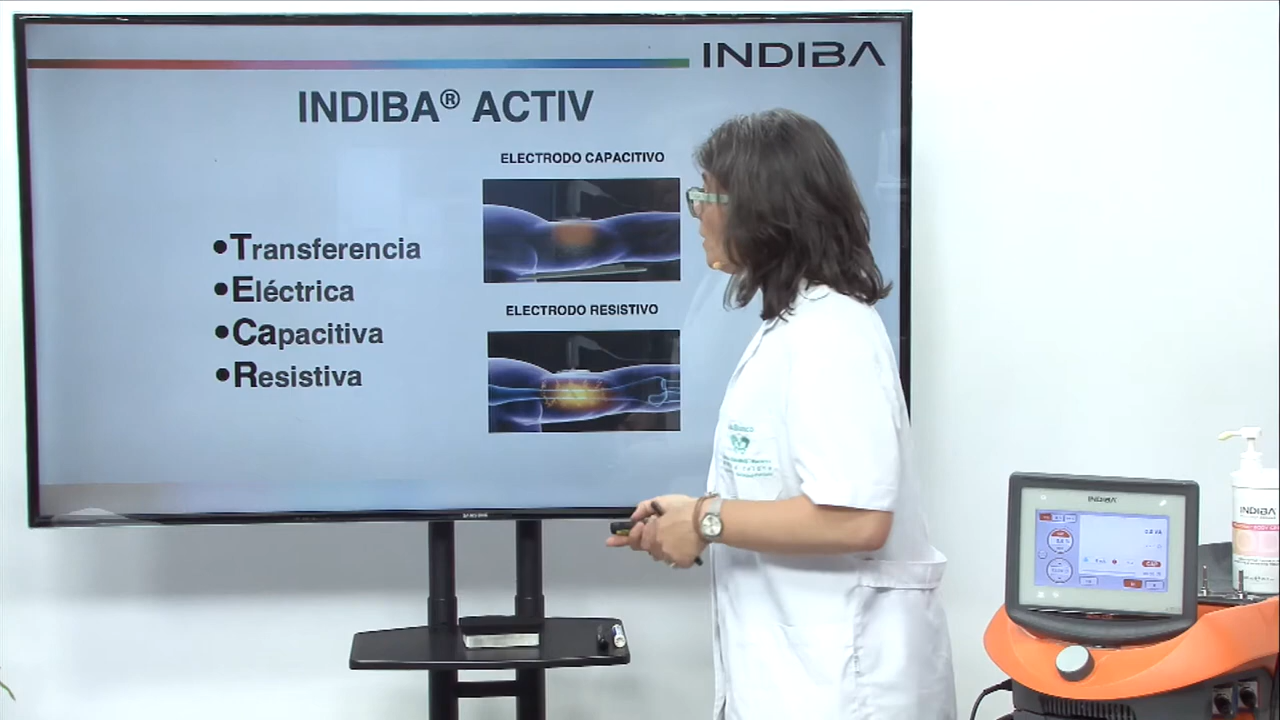 INDIBA
INDIBA® ACTIV
ELECTRODO CAPACITIVO
•Transferencia
•Eléctrica
•Capacitiva
•Resistiva
ELECTRODO RESISTIVO
INDIBA
INDIBA